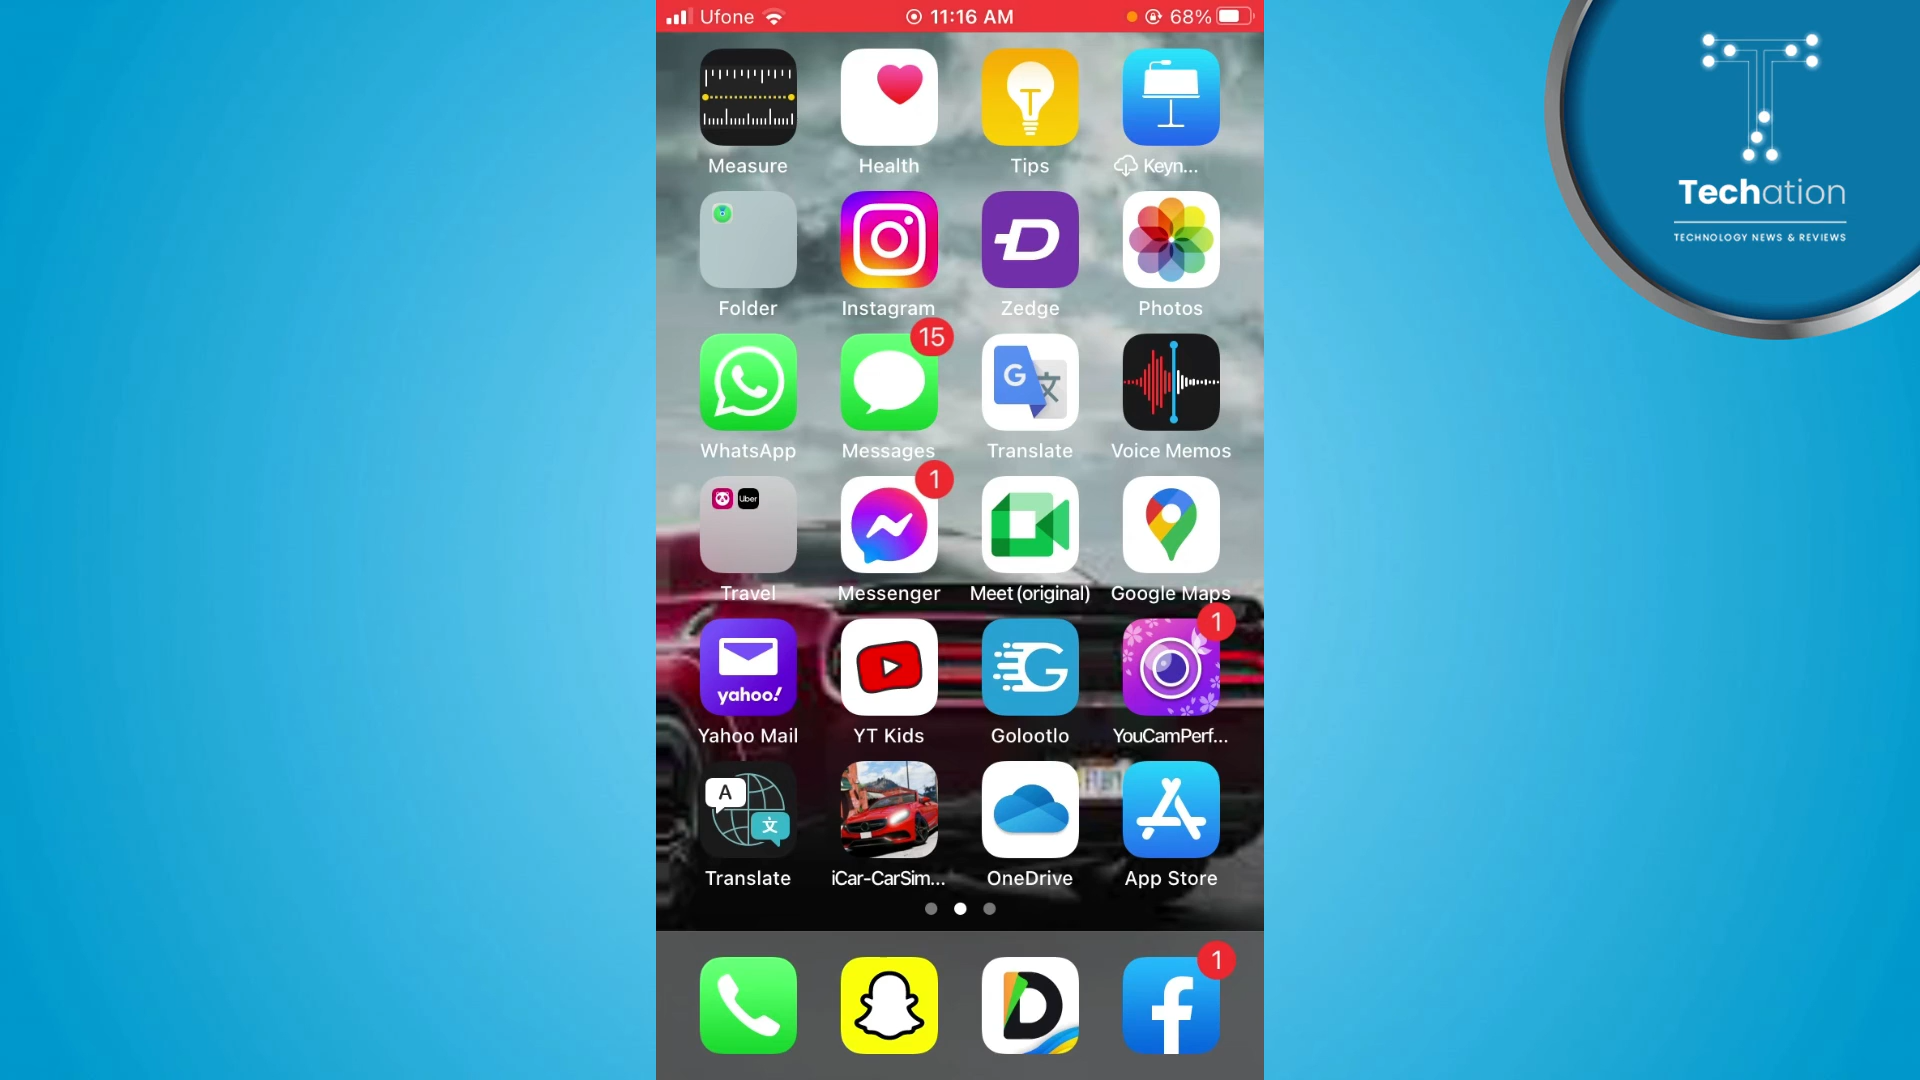 Ufone 11:16 AM 68%
Techation
TECHNOLOGY NEWS & REVIEWS
Measure Health Tips Keyn...
Folder Instagram Zedge Photos
15
G 文
WhatsApp Messages Translate Voice Memos
Uber 1
Travel Messenger Meet (original) Google Maps
yahoo! G 1
Yahoo Mail YT Kids Golootlo YouCamPerf...
A 文
Translate iCar-CarSim... OneDrive App Store
D f 1